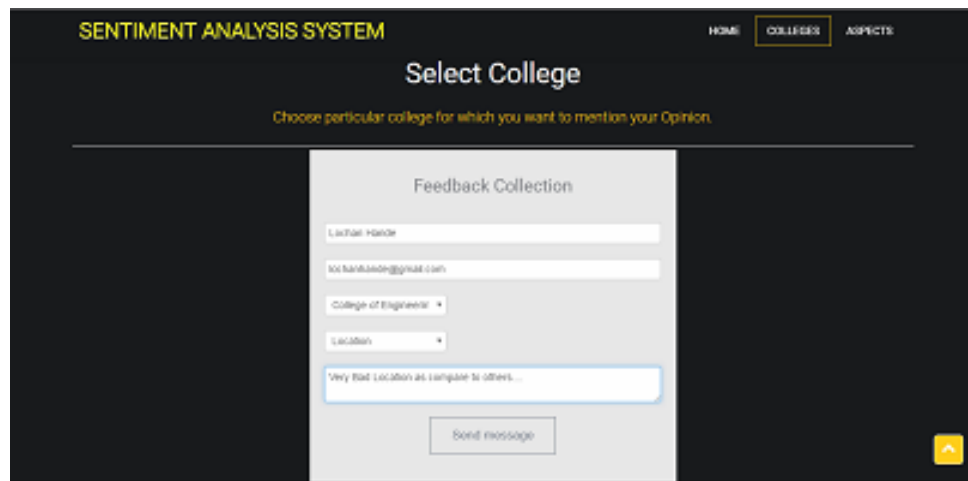 SENTIMENT ANALYSIS SYSTEM
HOME COLLEGES ASPECTS
Select College
Choose particular college for which you want to mention your Opinion.
Feedback Collection
Lochan Hande
lochanhande@gmail.com
College of Engineeri
Location
Very Bad Location as compare to others...
Send message